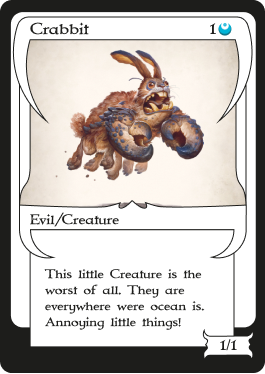 Crabbit 1
Evil/Creature
This little Creature is the
worst of all. They are
everywhere were ocean is.
Annoying little things!
1/1